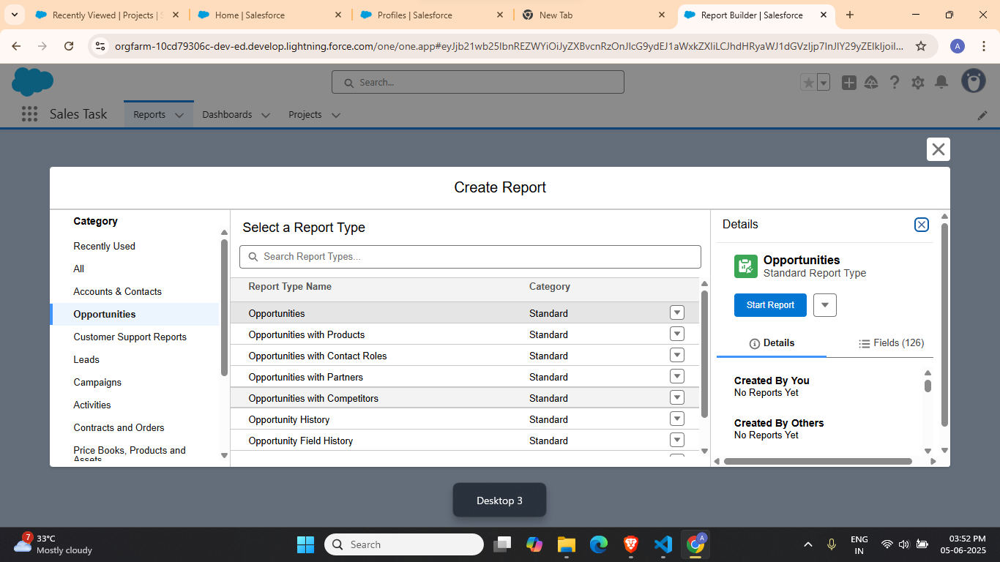 Recently Viewed | Projects | S
Home | Salesforce
Profiles | Salesforce
New Tab
Report Builder | Salesforce
orgfarm-10cd79306c-dev-ed.develop.lightning.force.com/one/one.app#eyJjb21wb25lbnREZWYiOiJyZXBvcnRzOnJlcG9ydEJ1aWxkZXIiLCJhdHRyaWJ1dGVzIjp7InJlY29yZElkIjoiI...
A
Search...
Sales Task
Reports
Dashboards
Projects
Create Report
Category
Recently Used
All
Accounts & Contacts
Opportunities
Customer Support Reports
Leads
Campaigns
Activities
Contracts and Orders
Price Books, Products and
Assets
Select a Report Type
Search Report Types...
Report Type Name Category
Opportunities Standard
Opportunities with Products Standard
Opportunities with Contact Roles Standard
Opportunities with Partners Standard
Opportunities with Competitors Standard
Opportunity History Standard
Opportunity Field History Standard
Details
Opportunities
Standard Report Type
Start Report
Details
Fields (126)
Created By You
No Reports Yet
Created By Others
No Reports Yet
Desktop 3
7
33°C
Mostly cloudy
Search
A
ENG
IN
03:52 PM
05-06-2025